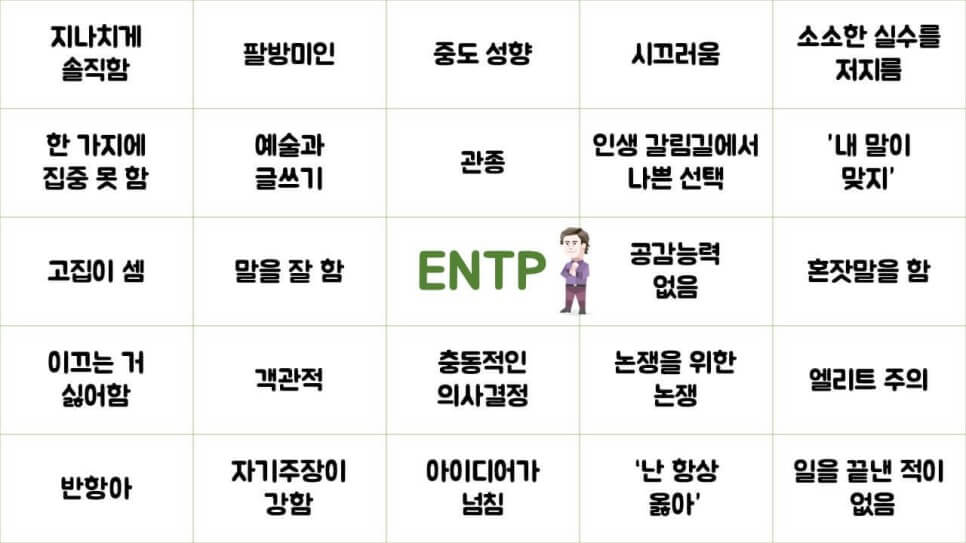 지나치게
솔직함
팔방미인
중도 성향
시끄러움
소소한 실수를
저지름
한 가지에
집중 못 함
예술과
글쓰기
관종
인생 갈림길에서
나쁜 선택
'내 말이
맞지'
고집이 셈
말을 잘 함
ENTP
공감능력
없음
혼잣말을 함
이끄는 거
싫어함
객관적
충동적인
의사결정
논쟁을 위한
논쟁
엘리트 주의
반항아
자기주장이
강함
아이디어가
넘침
'난 항상
옳아'
일을 끝낸 적이
없음